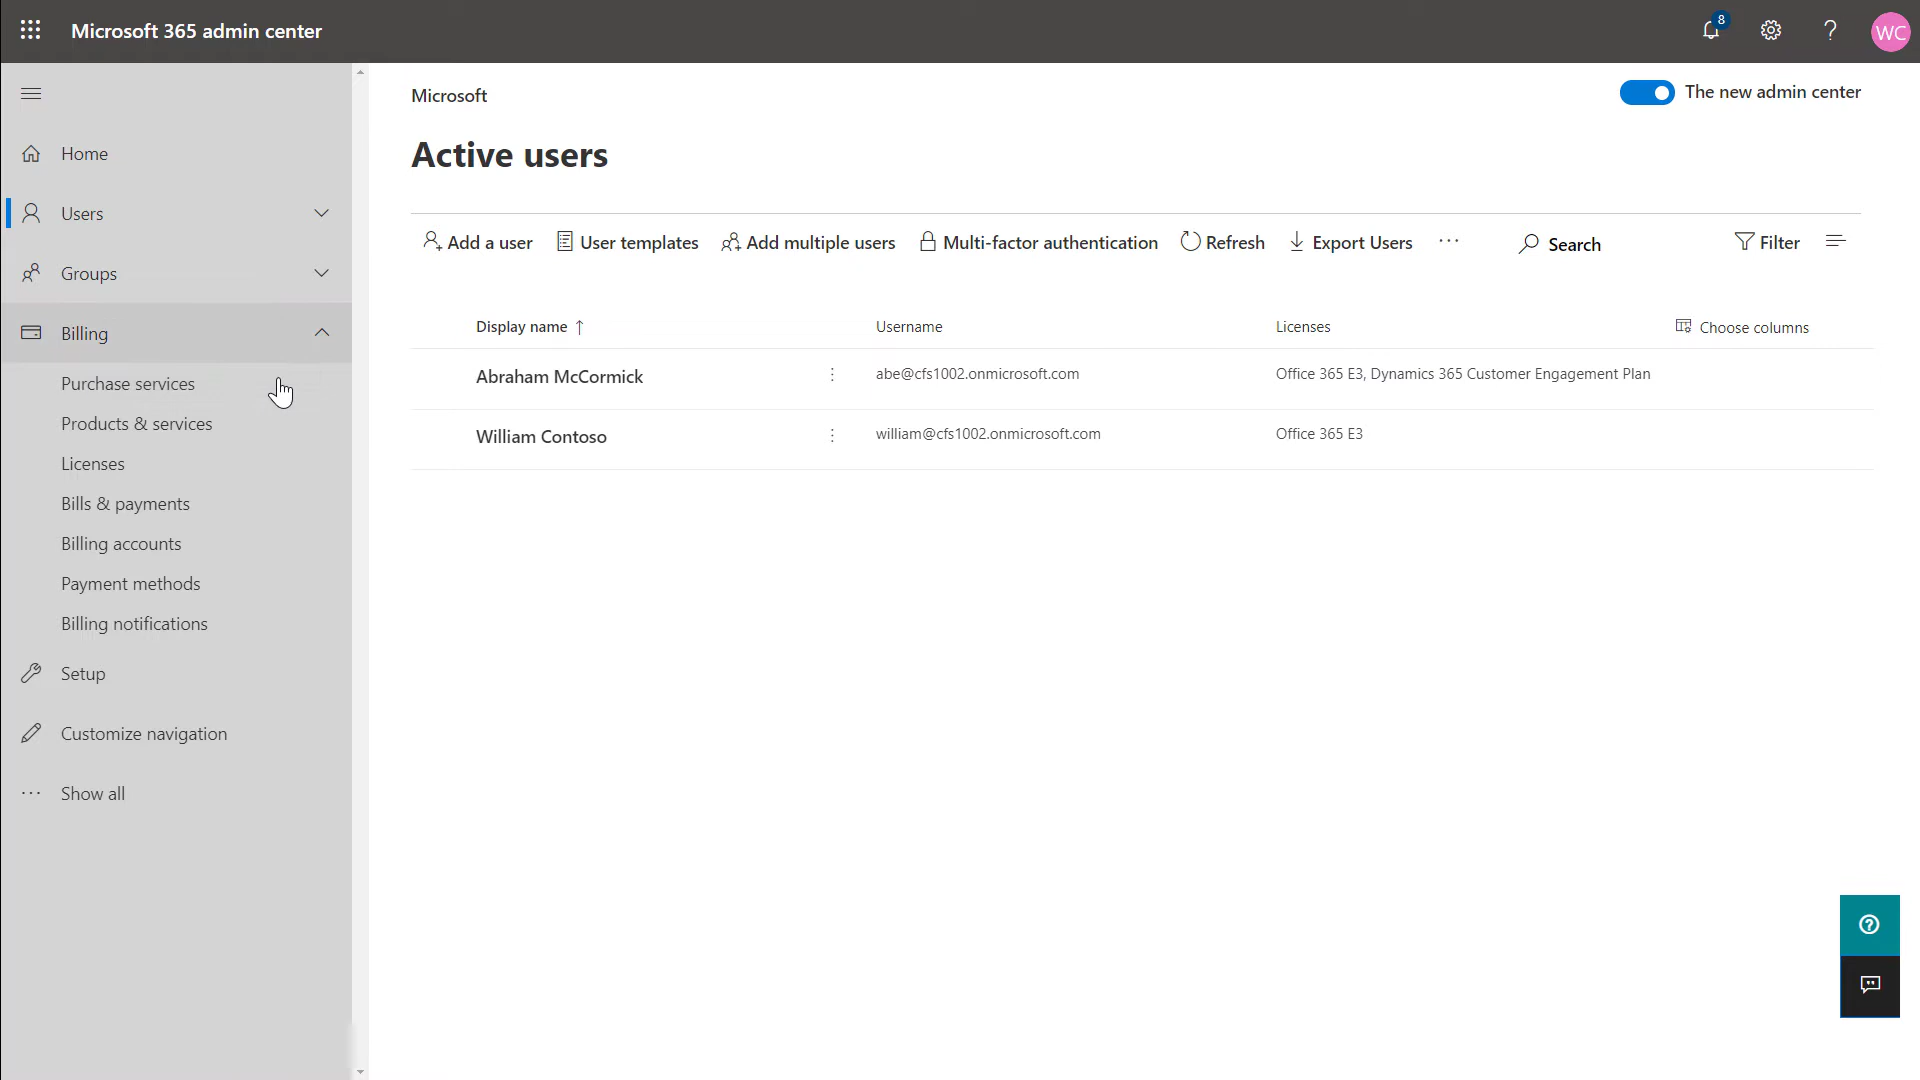 Microsoft 365 admin center
8
WC
Microsoft
The new admin center
Home
Active users
Users
Groups
Add a user
User templates
Add multiple users
Multi-factor authentication
Refresh
Export Users
Search
Filter
Billing
Purchase services
Products & services
Licenses
Bills & payments
Billing accounts
Payment methods
Billing notifications
Setup
Customize navigation
Show all
Display name ↑ Username Licenses Choose columns
Abraham McCormick abe@cfs1002.onmicrosoft.com Office 365 E3, Dynamics 365 Customer Engagement Plan
William Contoso william@cfs1002.onmicrosoft.com Office 365 E3